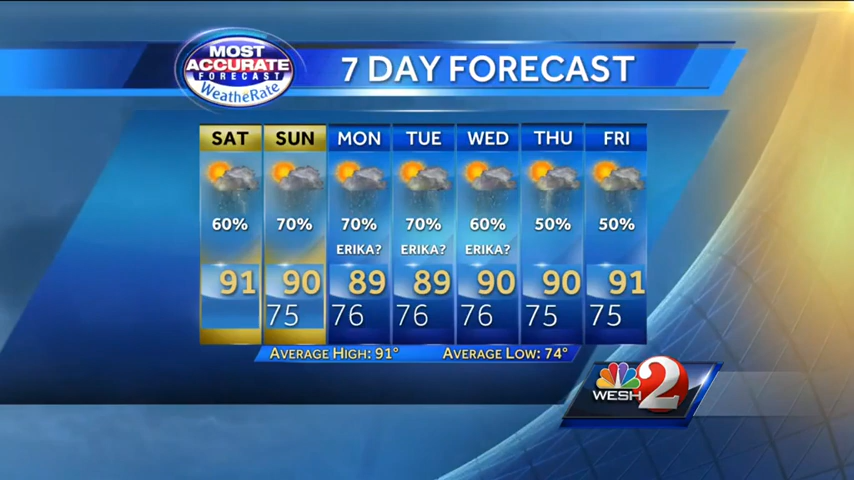 MOST
ACCURATE
FORECAST
WeatheRate
7 DAY FORECAST
SAT SUN MON TUE WED THU FRI
60% 70% 70% 70% 60% 50% 50%
ERIKA? ERIKA? ERIKA?
91 90 89 89 90 90 91
75 76 76 76 75 75
AVERAGE HIGH: 91° AVERAGE LOW: 74°
WESH 2